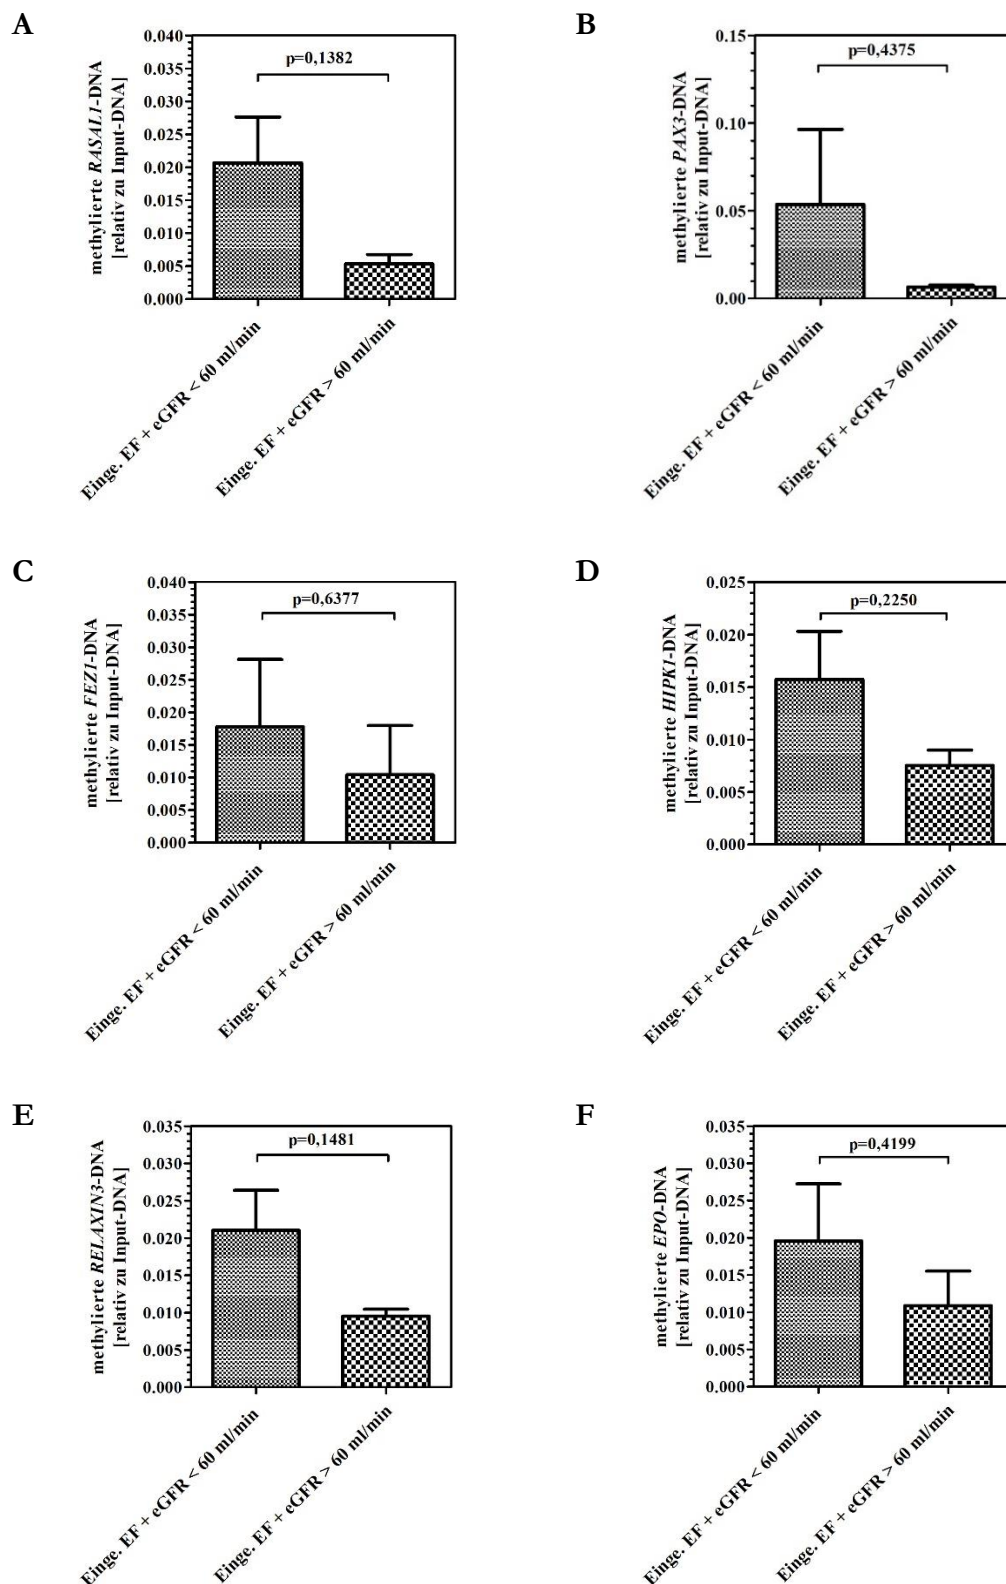 A
methylierte RASAL1-DNA
[relativ zu Input-DNA]
0.040
0.035
0.030
0.025
0.020
0.015
0.010
0.005
0.000
p=0,1382
Einge. EF + eGFR < 60 ml/min
Einge. EF + eGFR > 60 ml/min
B
methylierte PAX3-DNA
[relativ zu Input-DNA]
0.15
0.10
0.05
0.00
p=0,4375
Einge. EF + eGFR < 60 ml/min
Einge. EF + eGFR > 60 ml/min
C
methylierte FEZ1-DNA
[relativ zu Input-DNA]
0.040
0.035
0.030
0.025
0.020
0.015
0.010
0.005
0.000
p=0,6377
Einge. EF + eGFR < 60 ml/min
Einge. EF + eGFR > 60 ml/min
D
methylierte HIPK1-DNA
[relativ zu Input-DNA]
0.025
0.020
0.015
0.010
0.005
0.000
p=0,2250
Einge. EF + eGFR < 60 ml/min
Einge. EF + eGFR > 60 ml/min
E
methylierte RELAXIN3-DNA
[relativ zu Input-DNA]
0.035
0.030
0.025
0.020
0.015
0.010
0.005
0.000
p=0,1481
Einge. EF + eGFR < 60 ml/min
Einge. EF + eGFR > 60 ml/min
F
methylierte EPO-DNA
[relativ zu Input-DNA]
0.035
0.030
0.025
0.020
0.015
0.010
0.005
0.000
p=0,4199
Einge. EF + eGFR < 60 ml/min
Einge. EF + eGFR > 60 ml/min